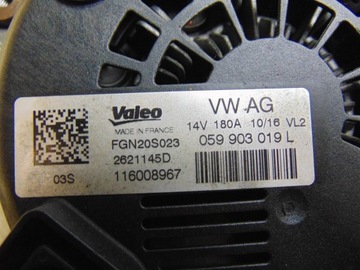 Valeo VW AG
MADE IN FRANCE 14V 180A 10/16 VL2
FGN20S023 059 903 019 L
2621145D
03S 116008967